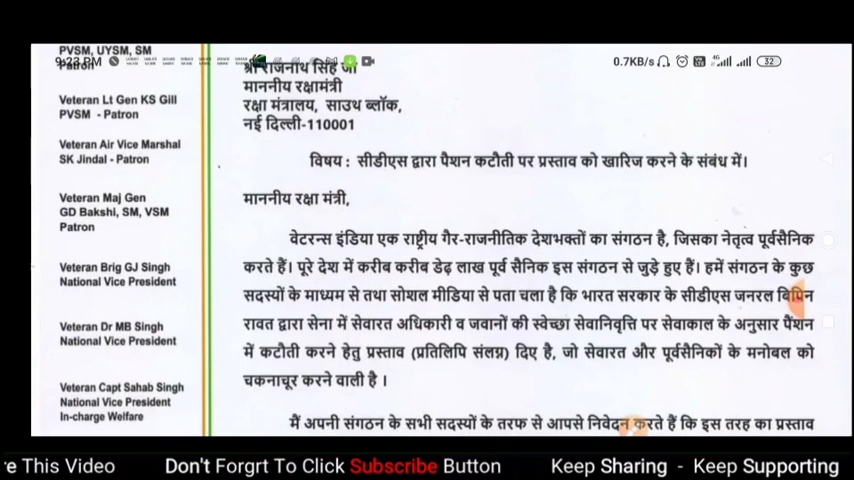 PVSM, UYSM, SM
Patron
9:23 PM
0.7KB/s
4G
32
Veteran Lt Gen KS Gill
PVSM - Patron
Veteran Air Vice Marshal
SK Jindal - Patron
Veteran Maj Gen
GD Bakshi, SM, VSM
Patron
Veteran Brig GJ Singh
National Vice President
Veteran Dr MB Singh
National Vice President
Veteran Capt Sahab Singh
National Vice President
In-charge Welfare
श्री राजनाथ सिंह जी
माननीय रक्षामंत्री
रक्षा मंत्रालय, साउथ ब्लॉक,
नई दिल्ली-110001
विषय : सीडीएस द्वारा पैशन कटौती पर प्रस्ताव को खारिज करने के संबंध में।
माननीय रक्षा मंत्री,
वेटरन्स इंडिया एक राष्ट्रीय गैर-राजनीतिक देशभक्तों का संगठन है, जिसका नेतृत्व पूर्वसैनिक
करते हैं। पूरे देश में करीब करीब डेढ़ लाख पूर्व सैनिक इस संगठन से जुड़े हुए हैं। हमें संगठन के कुछ
सदस्यों के माध्यम से तथा सोशल मीडिया से पता चला है कि भारत सरकार के सीडीएस जनरल बिपिन
रावत द्वारा सेना में सेवारत अधिकारी व जवानों की स्वेच्छा सेवानिवृत्ति पर सेवाकाल के अनुसार पैंशन
में कटौती करने हेतु प्रस्ताव (प्रतिलिपि संलग्न) दिए है, जो सेवारत और पूर्वसैनिकों के मनोबल को
चकनाचूर करने वाली है ।
मैं अपनी संगठन के सभी सदस्यों के तरफ से आपसे निवेदन करते हैं कि इस तरह का प्रस्ताव
e This Video Don't Forgrt To Click Subscribe Button Keep Sharing - Keep Supporting